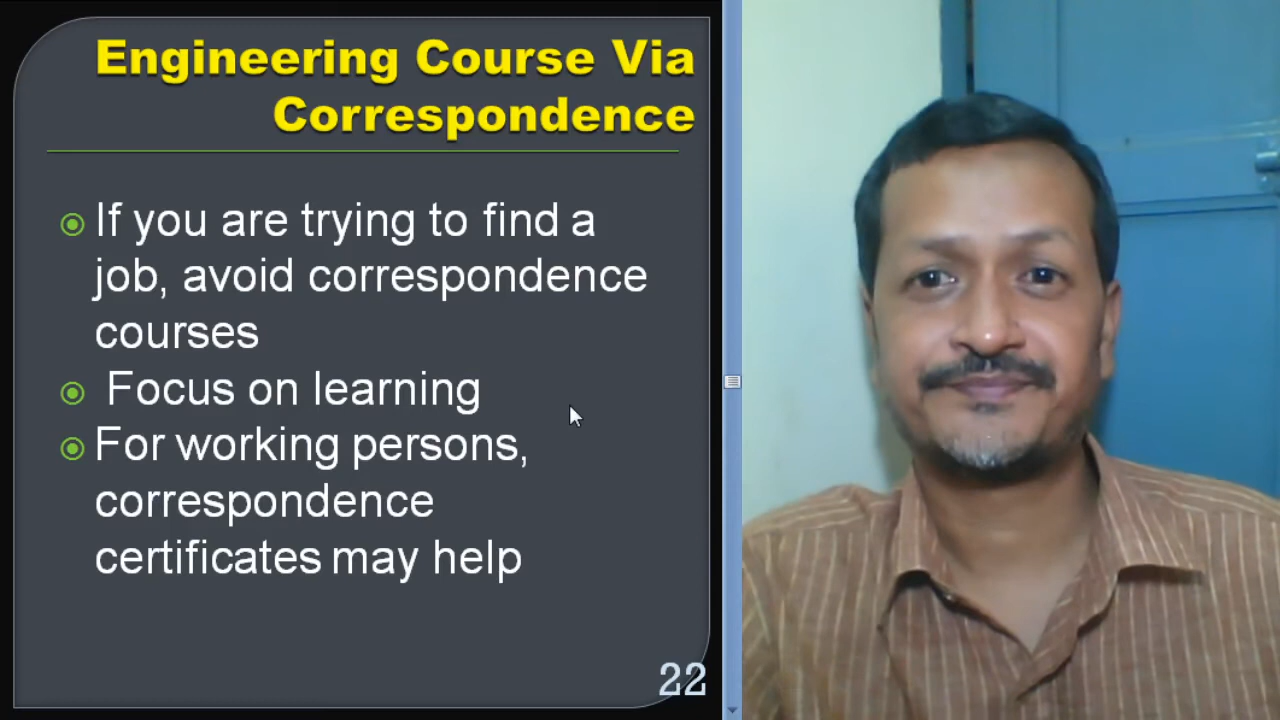 Engineering Course Via
Correspondence
If you are trying to find a
job, avoid correspondence
courses
Focus on learning
For working persons,
correspondence
certificates may help
22